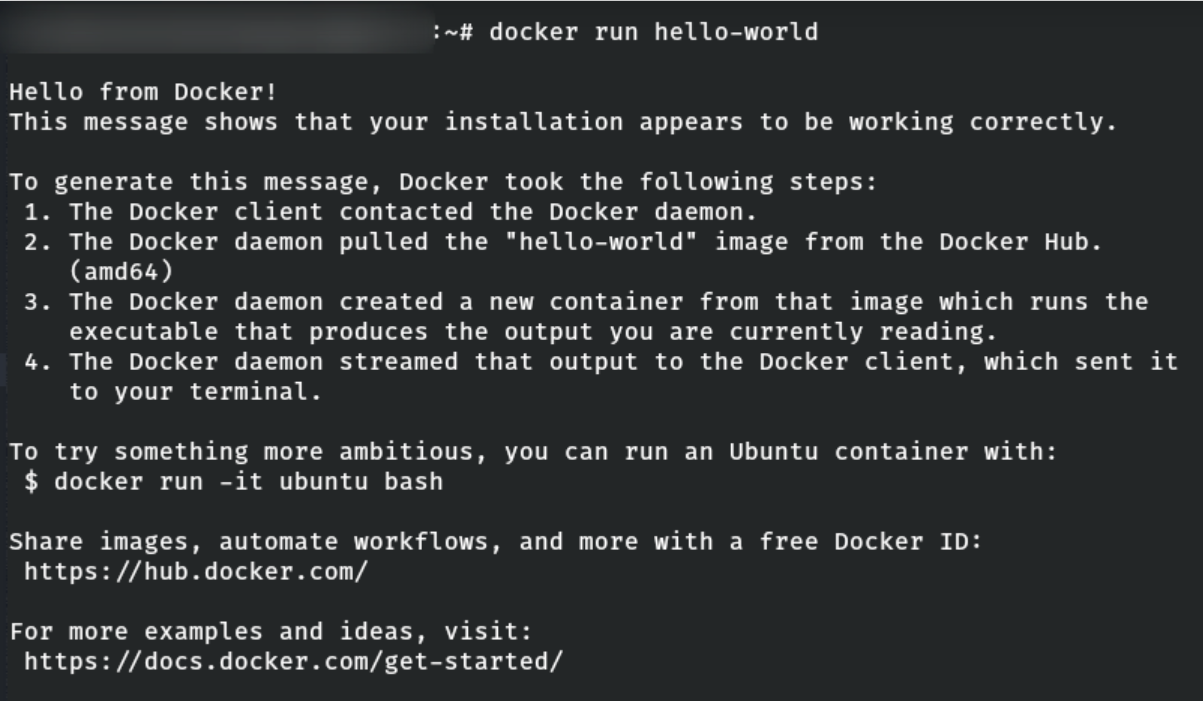 :~# docker run hello-world
Hello from Docker!
This message shows that your installation appears to be working correctly.
To generate this message, Docker took the following steps:
1. The Docker client contacted the Docker daemon.
2. The Docker daemon pulled the "hello-world" image from the Docker Hub.
(amd64)
3. The Docker daemon created a new container from that image which runs the
executable that produces the output you are currently reading.
4. The Docker daemon streamed that output to the Docker client, which sent it
to your terminal.
To try something more ambitious, you can run an Ubuntu container with:
$ docker run -it ubuntu bash
Share images, automate workflows, and more with a free Docker ID:
https://hub.docker.com/
For more examples and ideas, visit:
https://docs.docker.com/get-started/